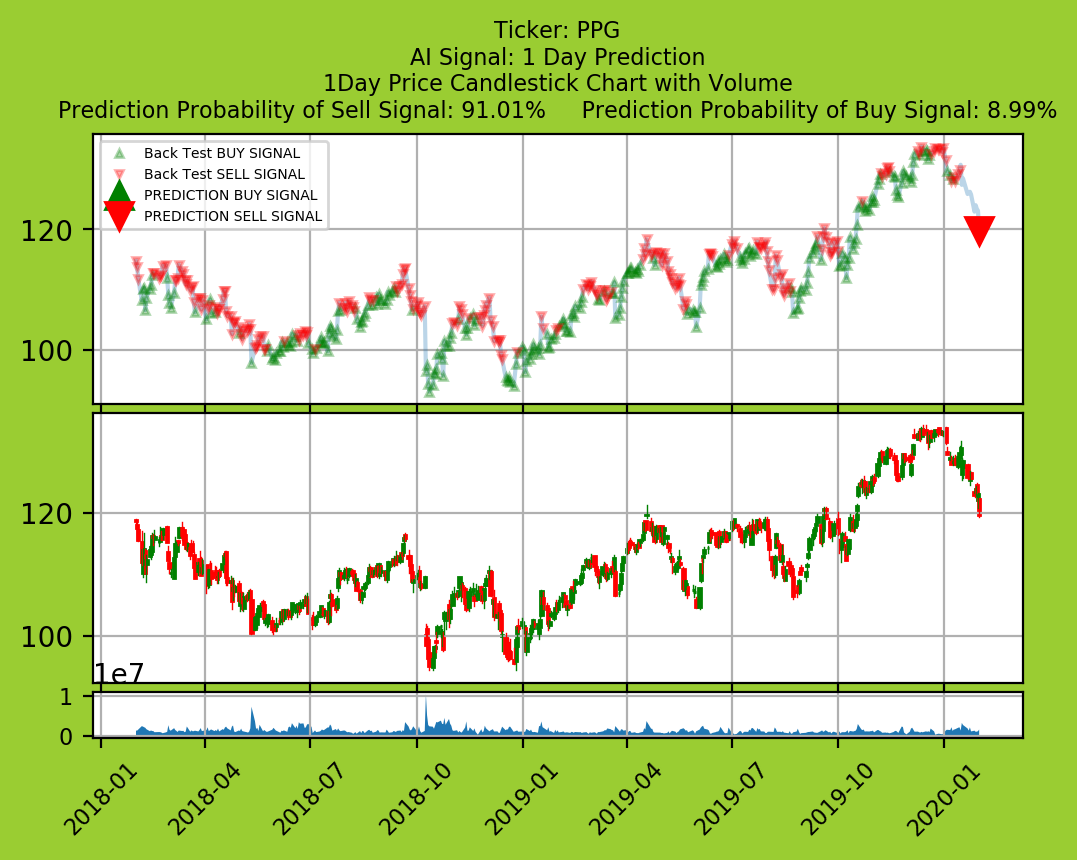 Ticker: PPG
AI Signal: 1 Day Prediction
1Day Price Candlestick Chart with Volume
Prediction Probability of Sell Signal: 91.01%     Prediction Probability of Buy Signal: 8.99%
Back Test BUY SIGNAL
Back Test SELL SIGNAL
PREDICTION BUY SIGNAL
PREDICTION SELL SIGNAL
120
100
120
100
1e7
1
0
2018-01
2018-04
2018-07
2018-10
2019-01
2019-04
2019-07
2019-10
2020-01